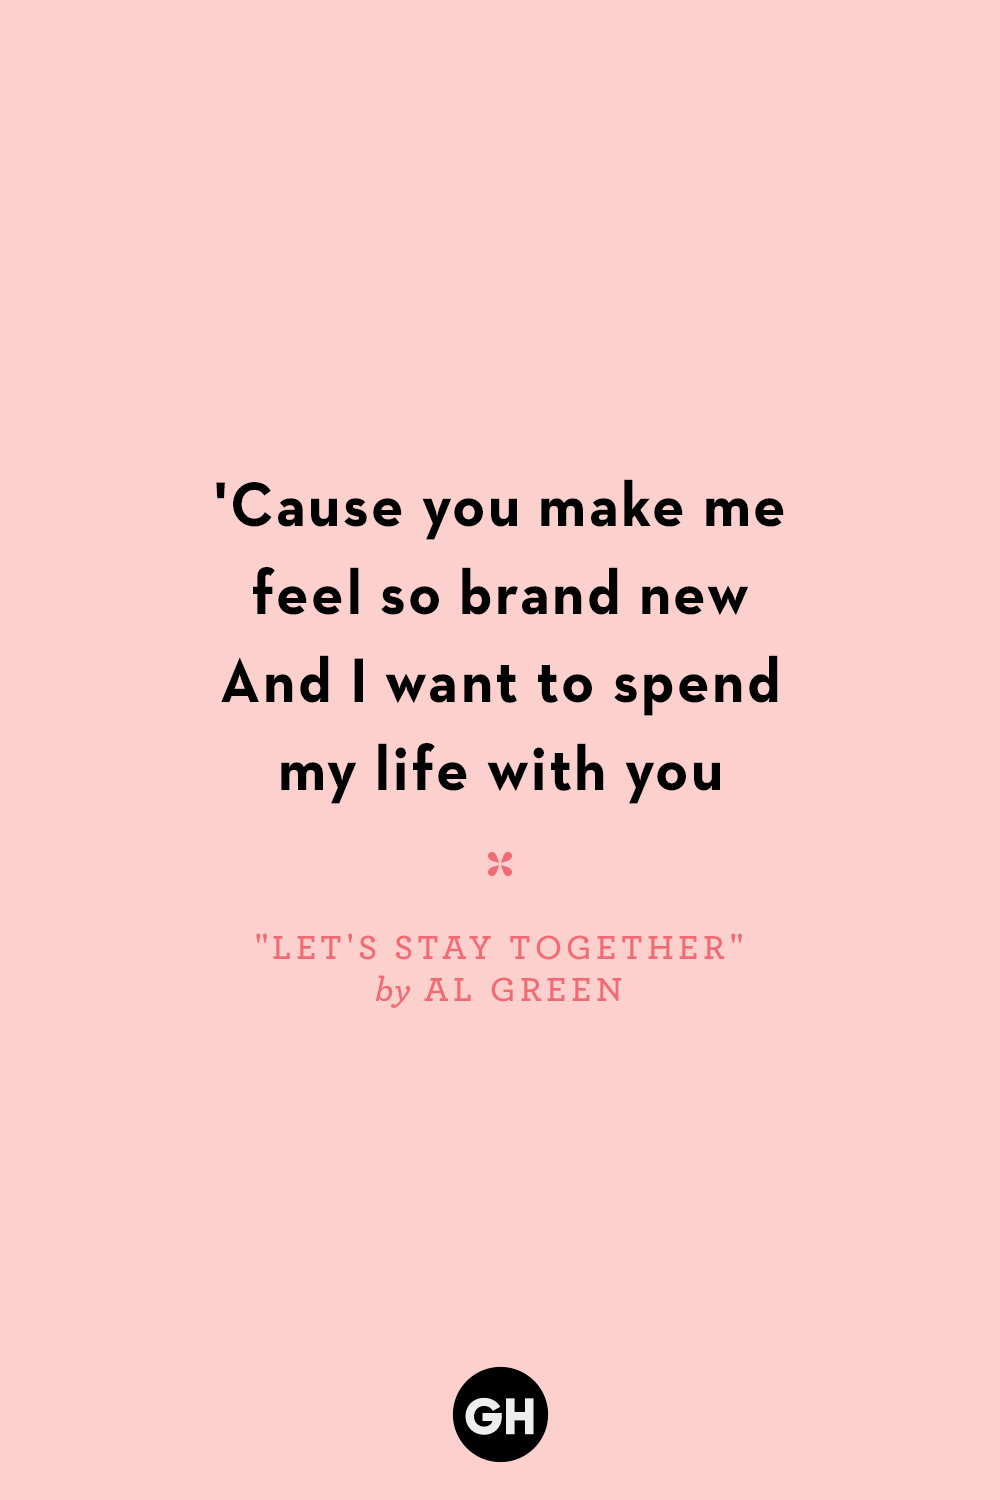 'Cause you make me
feel so brand new
And I want to spend
my life with you
"LET'S STAY TOGETHER"
by AL GREEN
GH